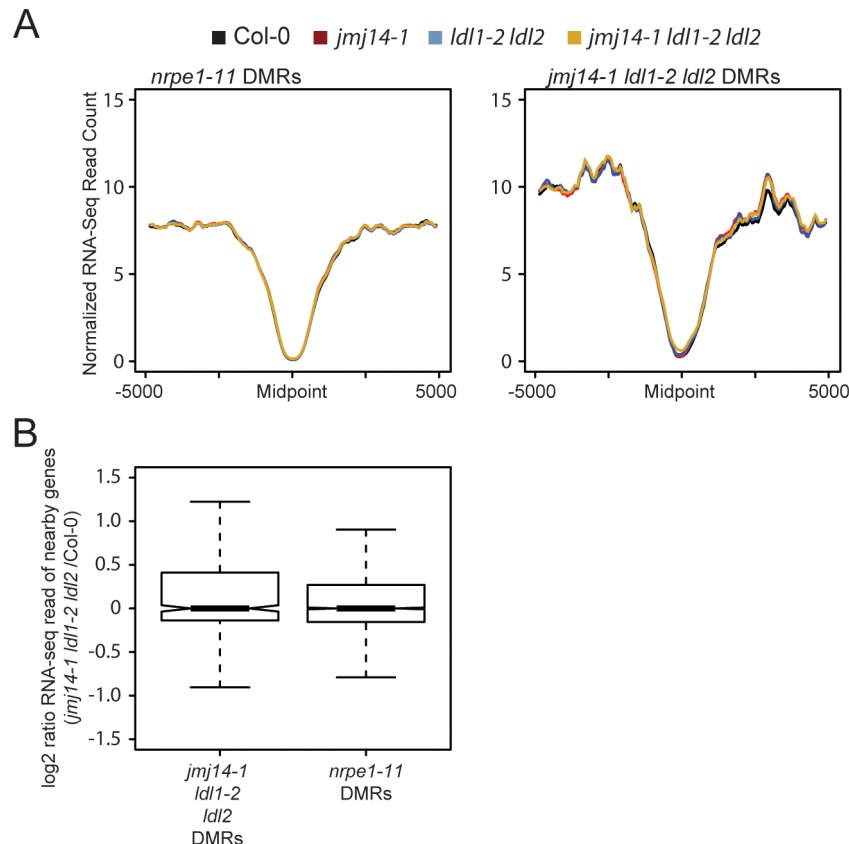 A
Col-0 jmj14-1 ldl1-2 ldl2 jmj14-1 ldl1-2 ldl2
nrpe1-11 DMRs
jmj14-1 ldl1-2 ldl2 DMRs
Normalized RNA-Seq Read Count
15
10
5
0
-5000 Midpoint 5000
15
10
5
0
-5000 Midpoint 5000
B
log2 ratio RNA-seq read of nearby genes
(jmj14-1 ldl1-2 ldl2 /Col-0)
1.5
1.0
0.5
0
-0.5
-1.0
-1.5
jmj14-1
ldl1-2
ldl2
DMRs
nrpe1-11
DMRs